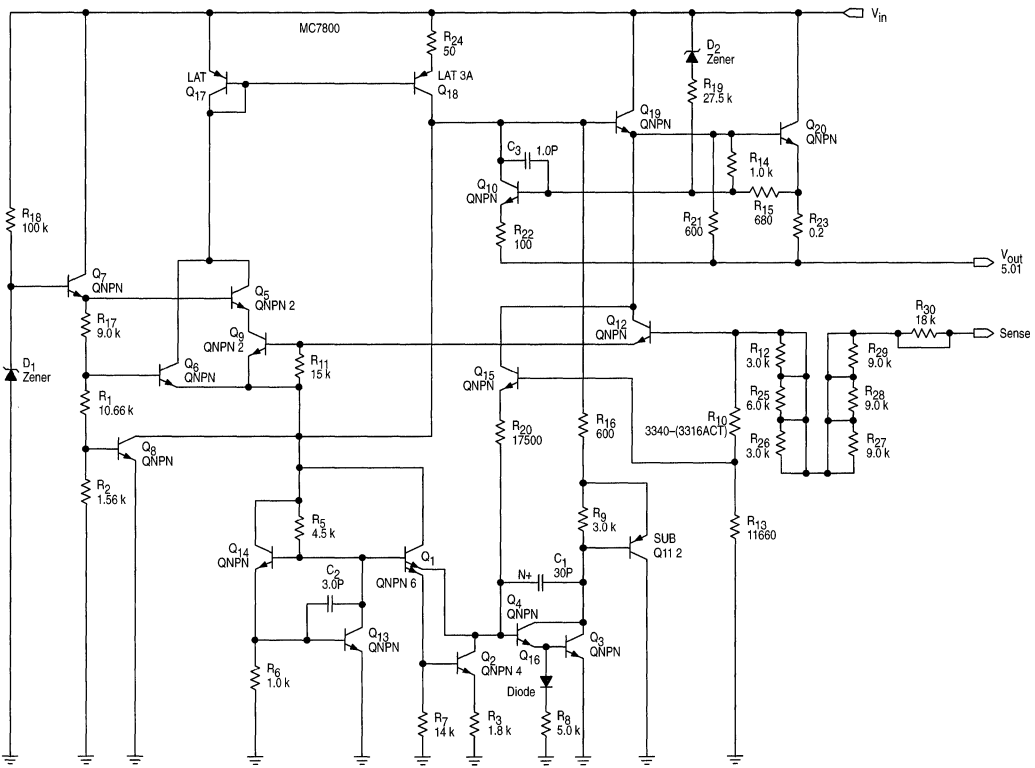 MC7800
Vin
R24
50
D2
Zener
LAT
Q17
LAT 3A
Q18
R19
27.5 k
Q19
QNPN
Q20
QNPN
C3
1.0P
R14
1.0 k
Q10
QNPN
R15
680
R18
100 k
R21
600
R23
0.2
R22
100
Vout
5.01
Q7
QNPN
Q5
QNPN 2
R17
9.0 k
Q9
QNPN 2
Q12
QNPN
R30
18 k
Sense
R11
15 k
R12
3.0 k
R29
9.0 k
D1
Zener
Q6
QNPN
Q15
QNPN
R1
10.66 k
R25
6.0 k
R28
9.0 k
R20
17500
R16
600
R10
3340–(3316ACT)
R26
3.0 k
R27
9.0 k
Q8
QNPN
R2
1.56 k
R5
4.5 k
R9
3.0 k
R13
11660
SUB
Q11 2
Q14
QNPN
Q1
QNPN 6
C2
3.0P
N+
C1
30P
Q4
QNPN
Q13
QNPN
Q3
QNPN
Q2
QNPN 4
Q16
R6
1.0 k
Diode
R7
14 k
R3
1.8 k
R8
5.0 k